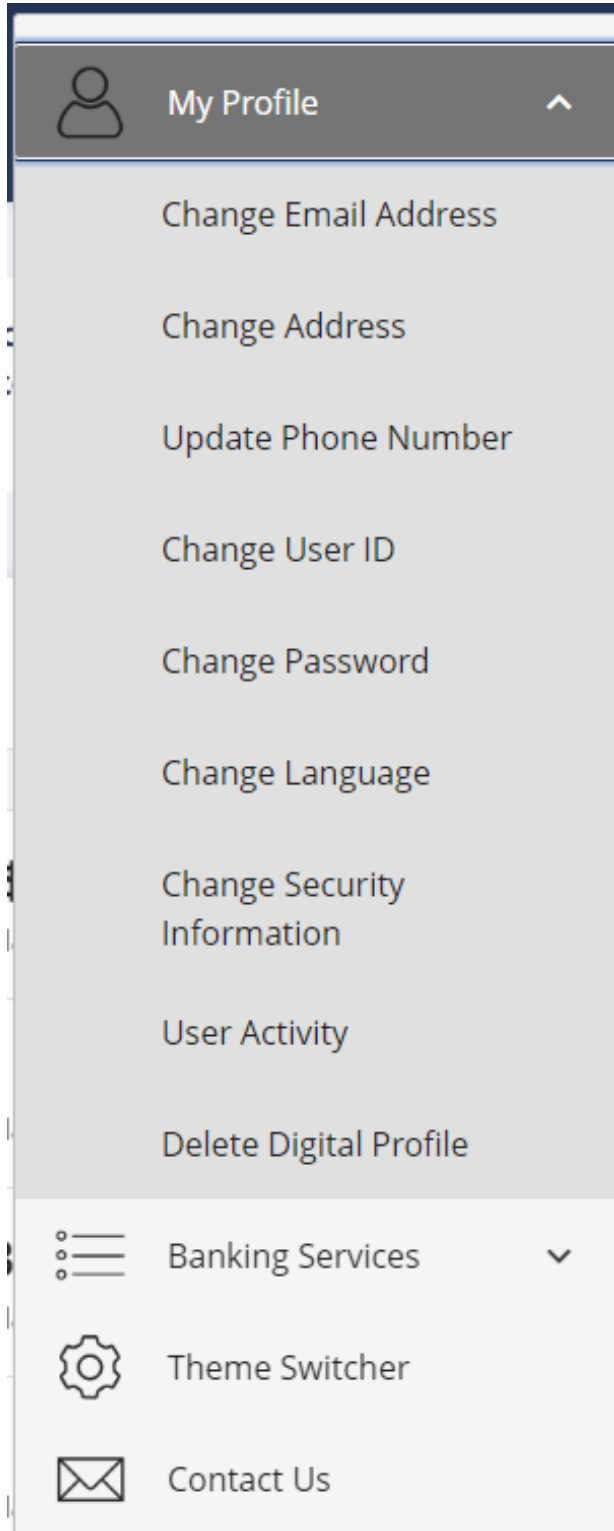 My Profile
Change Email Address
Change Address
Update Phone Number
Change User ID
Change Password
Change Language
Change Security
Information
User Activity
Delete Digital Profile
Banking Services
Theme Switcher
Contact Us